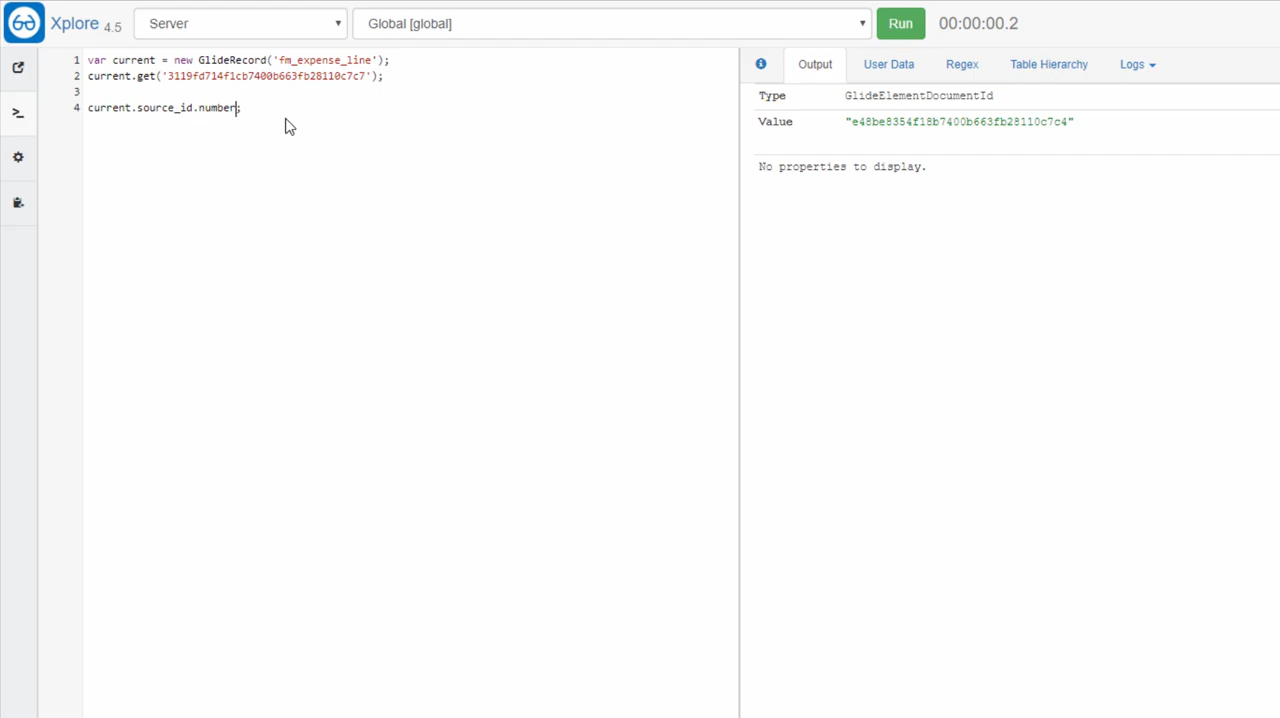 Xplore 4.5 Server Global [global] Run 00:00:00.2
1 var current = new GlideRecord('fm_expense_line');
2 current.get('3119fd714f1cb7400b663fb28110c7c7');
3
4 current.source_id.number;
Output User Data Regex Table Hierarchy Logs
Type GlideElementDocumentId
Value "e48be8354f18b7400b663fb28110c7c4"
No properties to display.